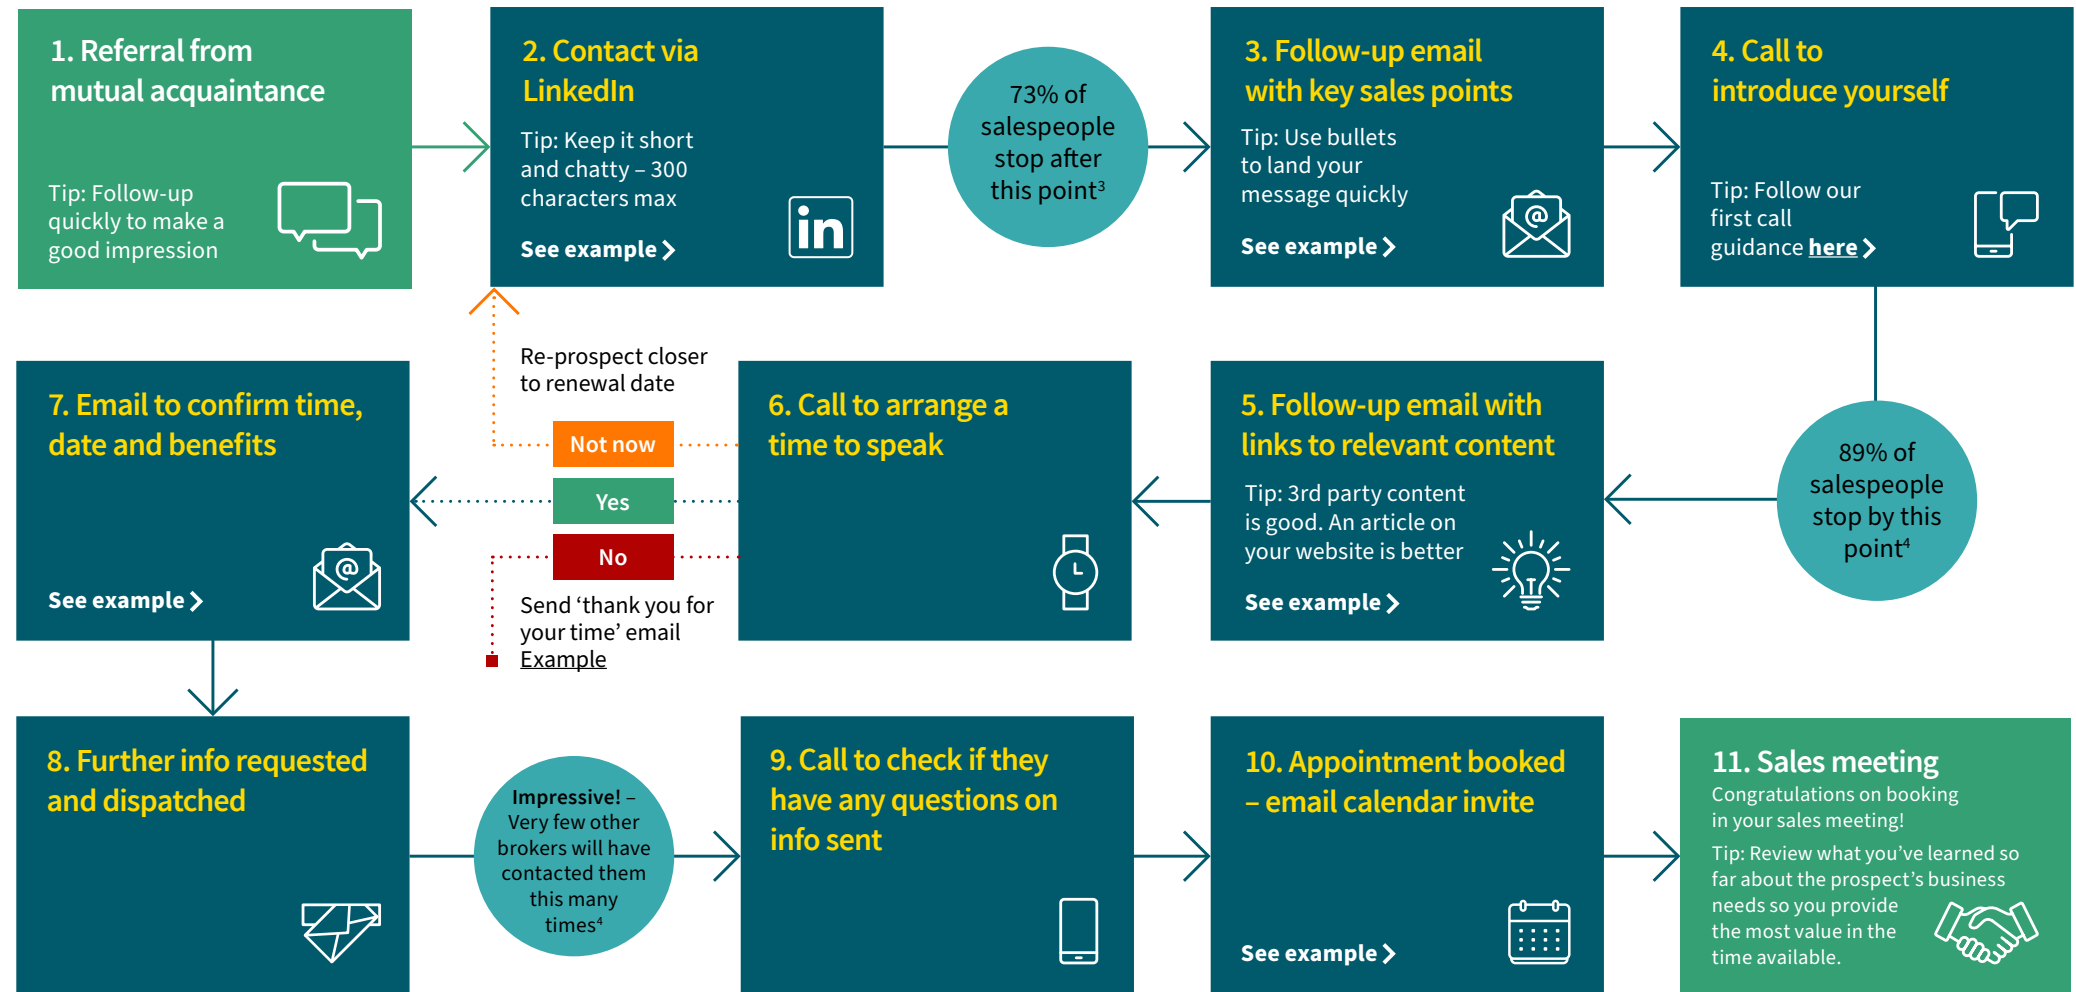 1. Referral from
mutual acquaintance
Tip: Follow-up
quickly to make a
good impression
2. Contact via
LinkedIn
Tip: Keep it short
and chatty – 300
characters max
See example
in
73% of
salespeople
stop after
this point³
3. Follow-up email
with key sales points
Tip: Use bullets
to land your
message quickly
See example
@
4. Call to
introduce yourself
Tip: Follow our
first call
guidance here
89% of
salespeople
stop by this
point⁴
5. Follow-up email with
links to relevant content
Tip: 3rd party content
is good. An article on
your website is better
See example
6. Call to arrange a
time to speak
Re-prospect closer
to renewal date
Not now
Yes
No
Send ‘thank you for
your time’ email
Example
7. Email to confirm time,
date and benefits
See example
@
8. Further info requested
and dispatched
Impressive! –
Very few other
brokers will have
contacted them
this many
times⁴
9. Call to check if they
have any questions on
info sent
10. Appointment booked
– email calendar invite
See example
11. Sales meeting
Congratulations on booking
in your sales meeting!
Tip: Review what you’ve learned so
far about the prospect’s business
needs so you provide
the most value in the
time available.